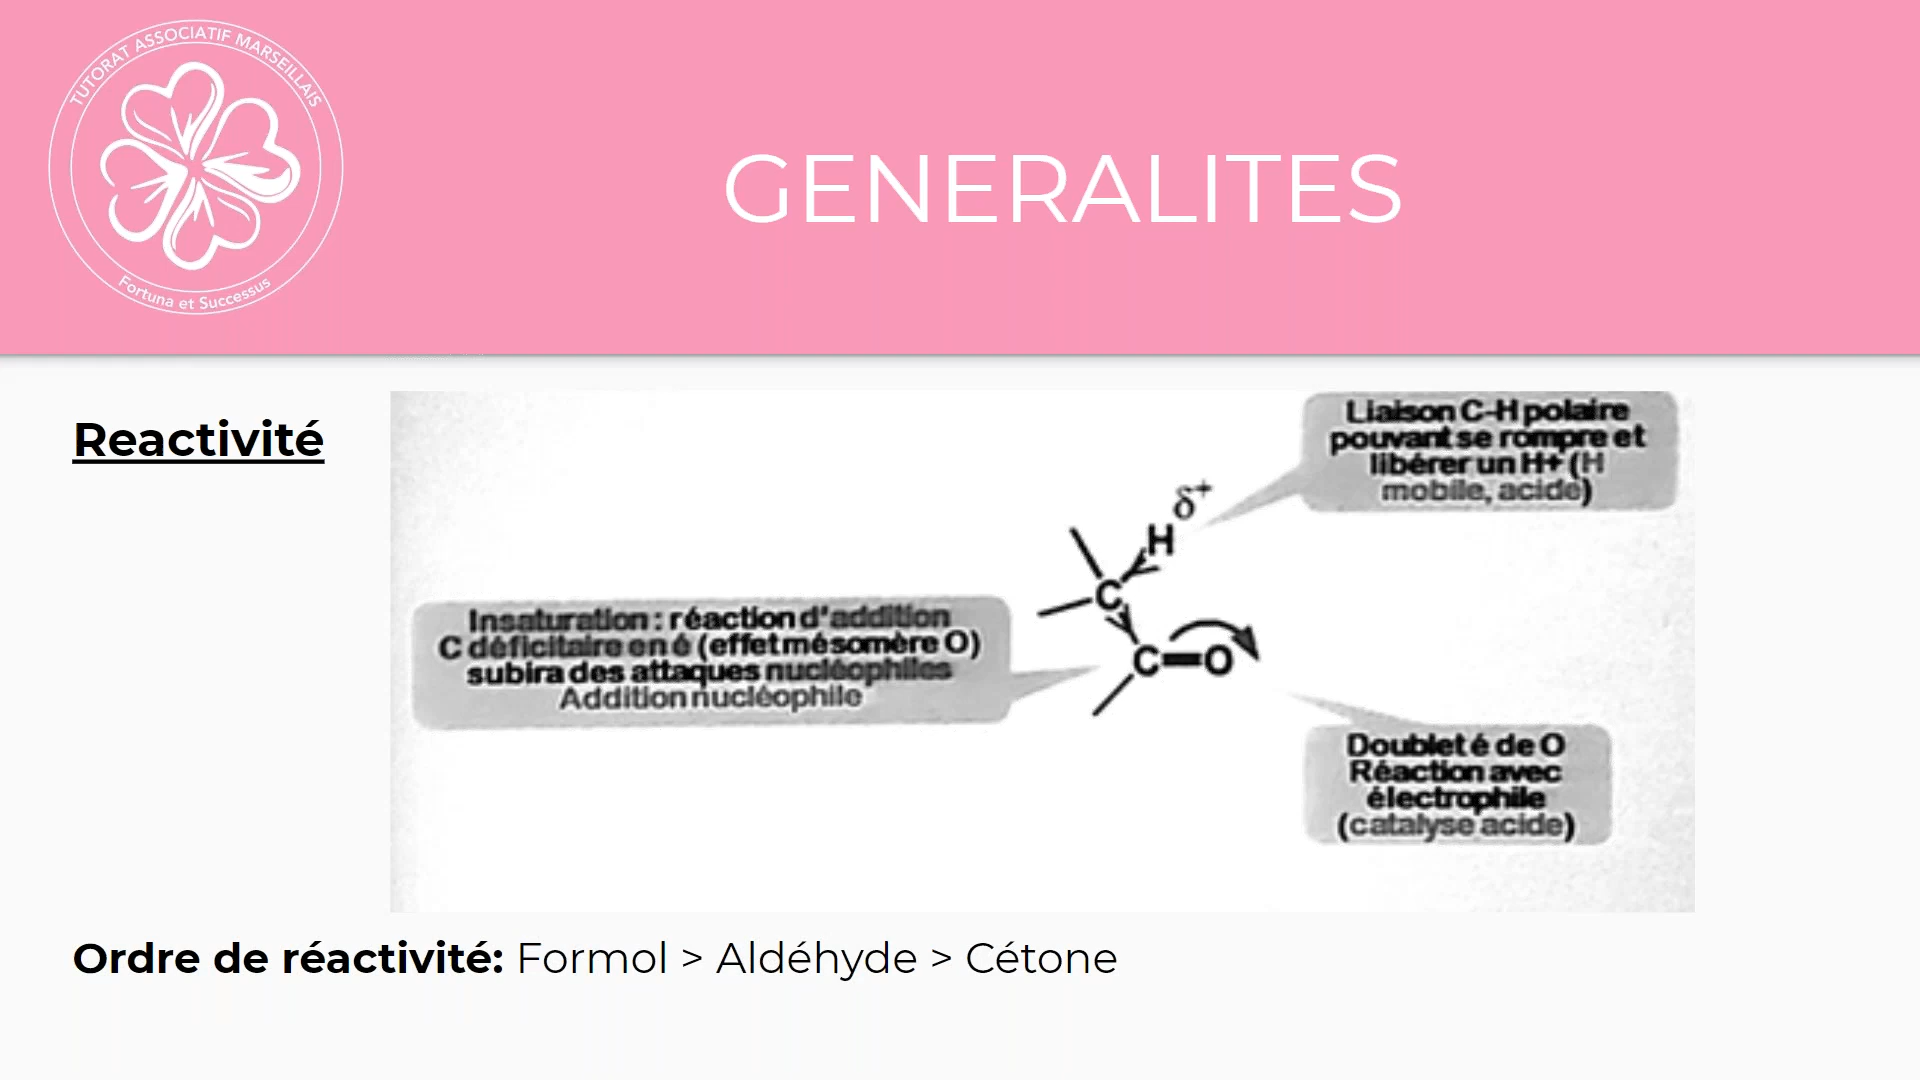 TUTORAT ASSOCIATIF MARSEILLAIS
Fortuna et Successus
GENERALITES
Reactivité
Liaison C-H polaire
pouvant se rompre et
libérer un H+ (H
mobile, acide)
δ+
H
C
C=O
Insaturation : réaction d'addition
C déficitaire en é (effet mésomère O)
subira des attaques nucléophiles
Addition nucléophile
Doublet é de O
Réaction avec
électrophile
(catalyse acide)
Ordre de réactivité: Formol > Aldéhyde > Cétone